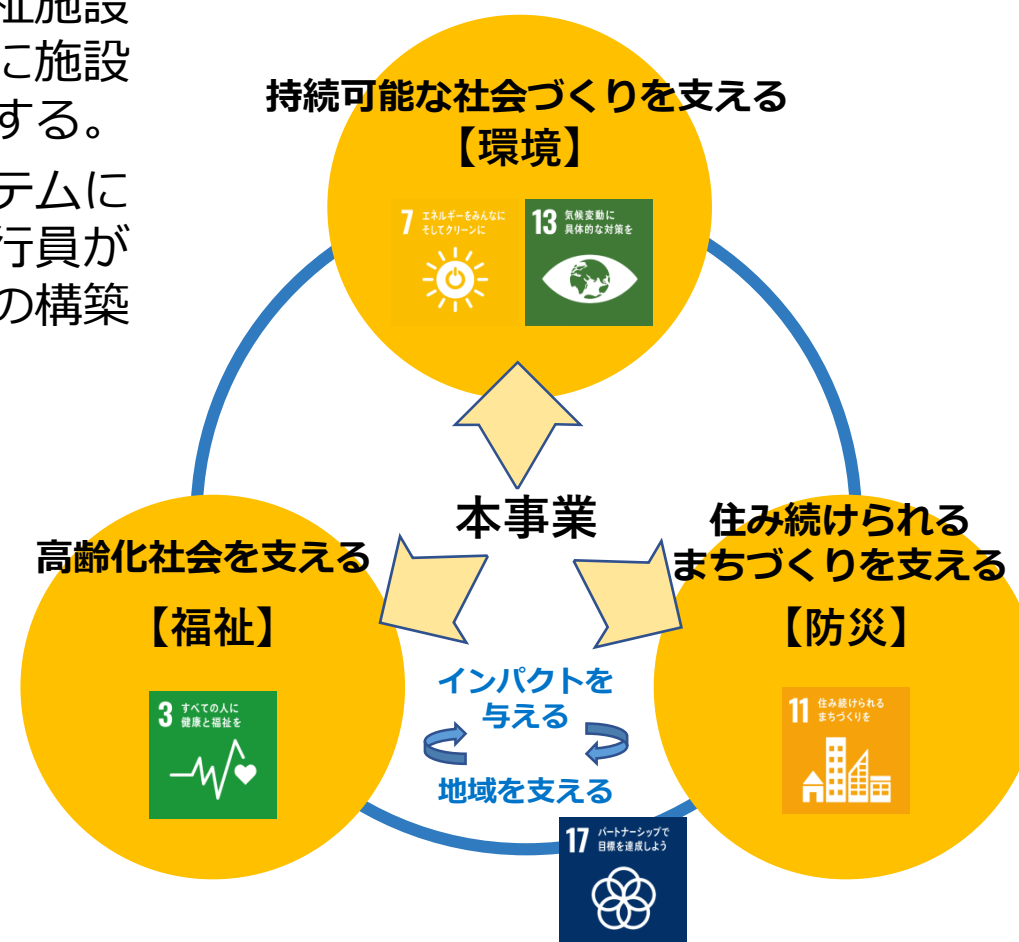 祉施設
に施設
する。
テムに
行員が
の構築
持続可能な社会づくりを支える
【環境】
7 エネルギーをみんなに
そしてクリーンに
13 気候変動に
具体的な対策を
本事業
高齢化社会を支える
【福祉】
3 すべての人に
健康と福祉を
住み続けられる
まちづくりを支える
【防災】
11 住み続けられる
まちづくりを
インパクトを
与える
地域を支える
17 パートナーシップで
目標を達成しよう